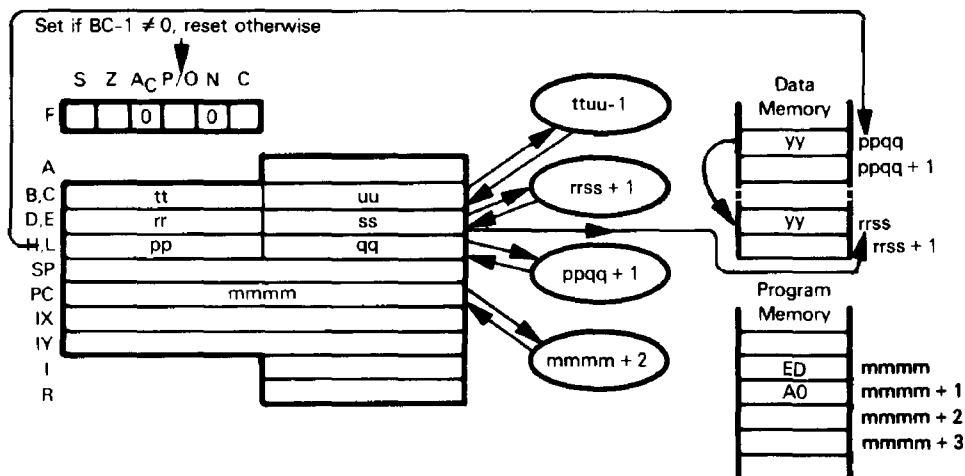 Set if BC-1 ≠ 0, reset otherwise
S Z AC P/O N C
F 0 0
A
B,C tt uu
D,E rr ss
H,L pp qq
SP
PC mmmm
IX
IY
I
R
ttuu-1
rrss + 1
ppqq + 1
mmmm + 2
Data
Memory
yy ppqq
ppqq + 1
yy rrss
rrss + 1
Program
Memory
ED mmmm
A0 mmmm + 1
mmmm + 2
mmmm + 3